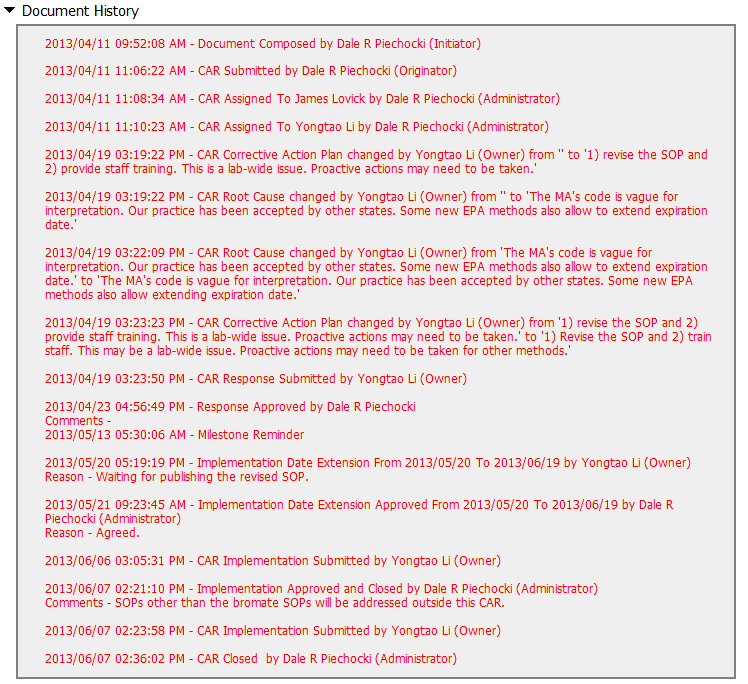 Document History
2013/04/11 09:52:08 AM - Document Composed by Dale R Piechocki (Initiator)
2013/04/11 11:06:22 AM - CAR Submitted by Dale R Piechocki (Originator)
2013/04/11 11:08:34 AM - CAR Assigned To James Lovick by Dale R Piechocki (Administrator)
2013/04/11 11:10:23 AM - CAR Assigned To Yongtao Li by Dale R Piechocki (Administrator)
2013/04/19 03:19:22 PM - CAR Corrective Action Plan changed by Yongtao Li (Owner) from '' to '1) revise the SOP and
2) provide staff training. This is a lab-wide issue. Proactive actions may need to be taken.'
2013/04/19 03:19:22 PM - CAR Root Cause changed by Yongtao Li (Owner) from '' to 'The MA's code is vague for
interpretation. Our practice has been accepted by other states. Some new EPA methods also allow to extend expiration
date.'
2013/04/19 03:22:09 PM - CAR Root Cause changed by Yongtao Li (Owner) from 'The MA's code is vague for
interpretation. Our practice has been accepted by other states. Some new EPA methods also allow to extend expiration
date.' to 'The MA's code is vague for interpretation. Our practice has been accepted by other states. Some new EPA
methods also allow extending expiration date.'
2013/04/19 03:23:23 PM - CAR Corrective Action Plan changed by Yongtao Li (Owner) from '1) revise the SOP and 2)
provide staff training. This is a lab-wide issue. Proactive actions may need to be taken.' to '1) Revise the SOP and 2) train
staff. This may be a lab-wide issue. Proactive actions may need to be taken for other methods.'
2013/04/19 03:23:50 PM - CAR Response Submitted by Yongtao Li (Owner)
2013/04/23 04:56:49 PM - Response Approved by Dale R Piechocki
Comments -
2013/05/13 05:30:06 AM - Milestone Reminder
2013/05/20 05:19:19 PM - Implementation Date Extension From 2013/05/20 To 2013/06/19 by Yongtao Li (Owner)
Reason - Waiting for publishing the revised SOP.
2013/05/21 09:23:45 AM - Implementation Date Extension Approved From 2013/05/20 To 2013/06/19 by Dale R
Piechocki (Administrator)
Reason - Agreed.
2013/06/06 03:05:31 PM - CAR Implementation Submitted by Yongtao Li (Owner)
2013/06/07 02:21:10 PM - Implementation Approved and Closed by Dale R Piechocki (Administrator)
Comments - SOPs other than the bromate SOPs will be addressed outside this CAR.
2013/06/07 02:23:58 PM - CAR Implementation Submitted by Yongtao Li (Owner)
2013/06/07 02:36:02 PM - CAR Closed  by Dale R Piechocki (Administrator)